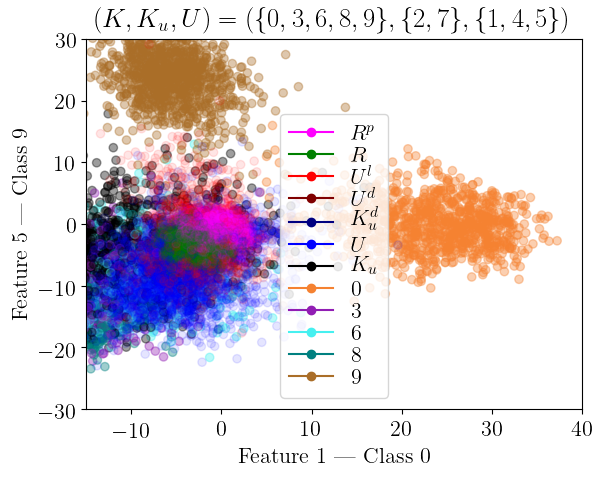 (K, K_u, U) = ({0, 3, 6, 8, 9}, {2, 7}, {1, 4, 5})
30
20
10
0
−10
−20
−30
Feature 5 — Class 9
R^p
R
U^l
U^d
K_u^d
U
K_u
0
3
6
8
9
−10
0
10
20
30
40
Feature 1 — Class 0